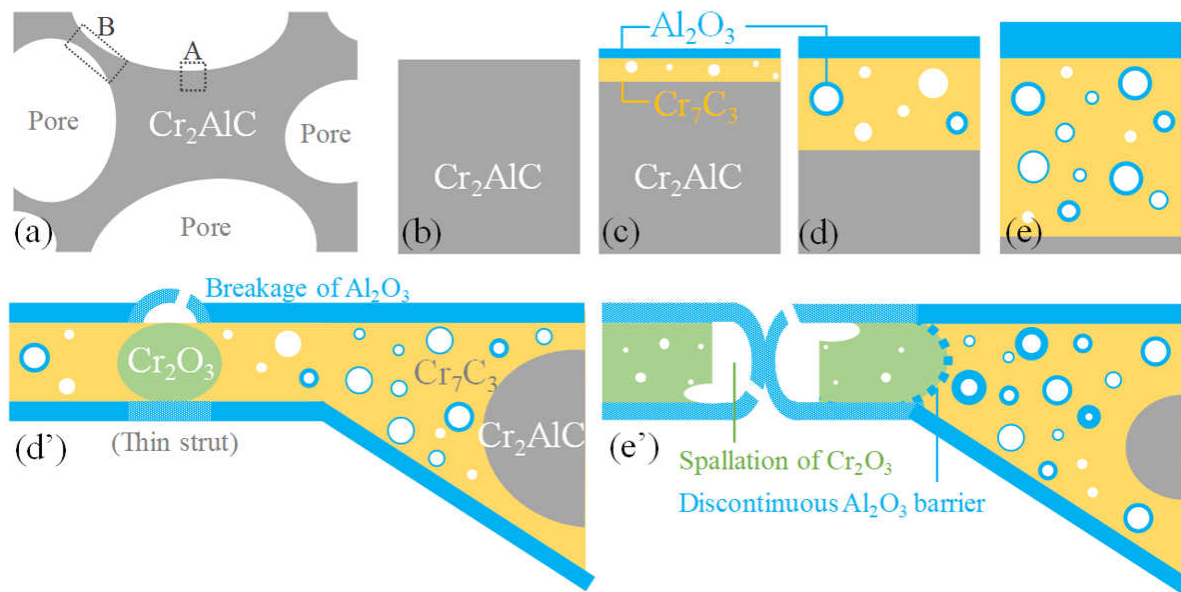 B
A
Pore
Cr₂AlC
Pore
Pore
(a)
Cr₂AlC
(b)
Al₂O₃
Cr₇C₃
Cr₂AlC
(c)
(d)
(e)
Breakage of Al₂O₃
Cr₂O₃
Cr₇C₃
Cr₂AlC
(Thin strut)
(d’)
(e’)
Spallation of Cr₂O₃
Discontinuous Al₂O₃ barrier